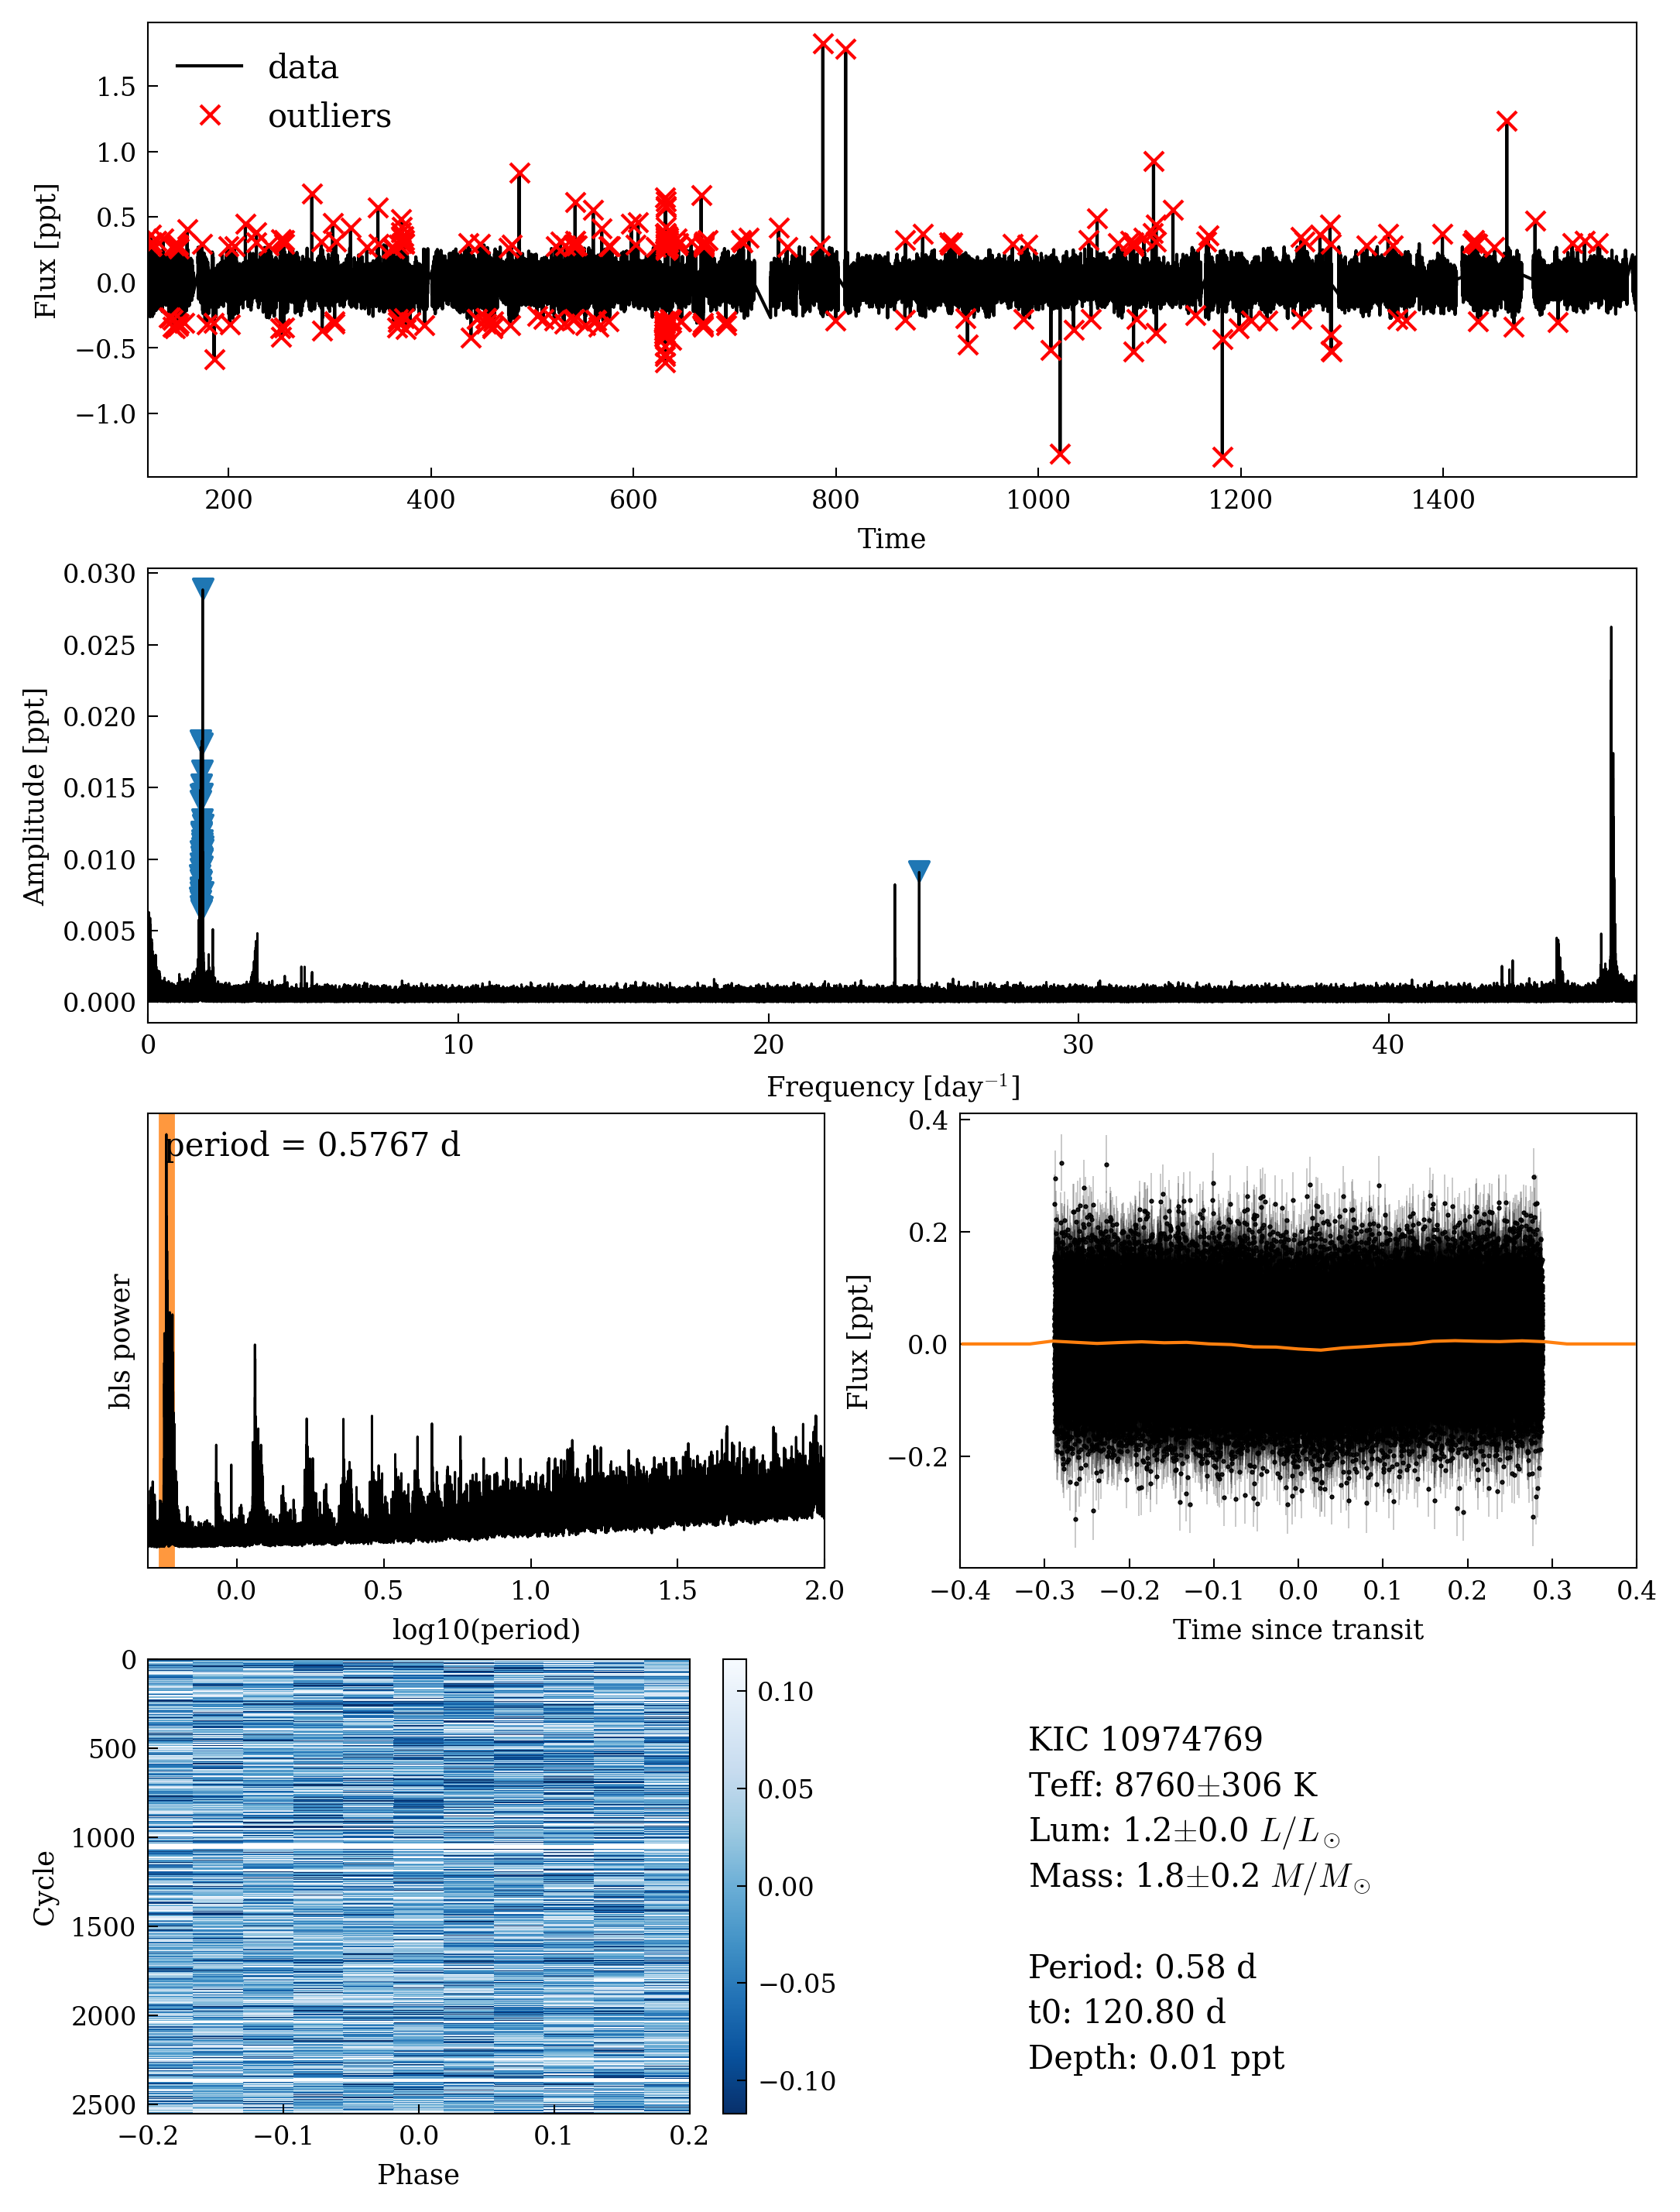 data
outliers
1.5
1.0
0.5
0.0
−0.5
−1.0
Flux [ppt]
200 400 600 800 1000 1200 1400
Time
0.030
0.025
0.020
0.015
0.010
0.005
0.000
Amplitude [ppt]
0 10 20 30 40
Frequency [day⁻¹]
period = 0.5767 d
bls power
0.0 0.5 1.0 1.5 2.0
log10(period)
0.4
0.2
0.0
−0.2
Flux [ppt]
−0.4 −0.3 −0.2 −0.1 0.0 0.1 0.2 0.3 0.4
Time since transit
0
500
1000
1500
2000
2500
Cycle
−0.2 −0.1 0.0 0.1 0.2
Phase
0.10
0.05
0.00
−0.05
−0.10
KIC 10974769
Teff: 8760±306 K
Lum: 1.2±0.0 L/L⊙
Mass: 1.8±0.2 M/M⊙
Period: 0.58 d
t0: 120.80 d
Depth: 0.01 ppt